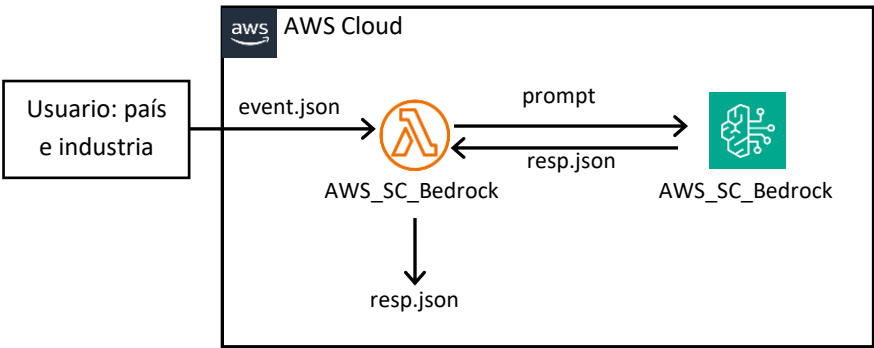 aws
AWS Cloud
Usuario: país
e industria
event.json
prompt
resp.json
AWS_SC_Bedrock
AWS_SC_Bedrock
resp.json